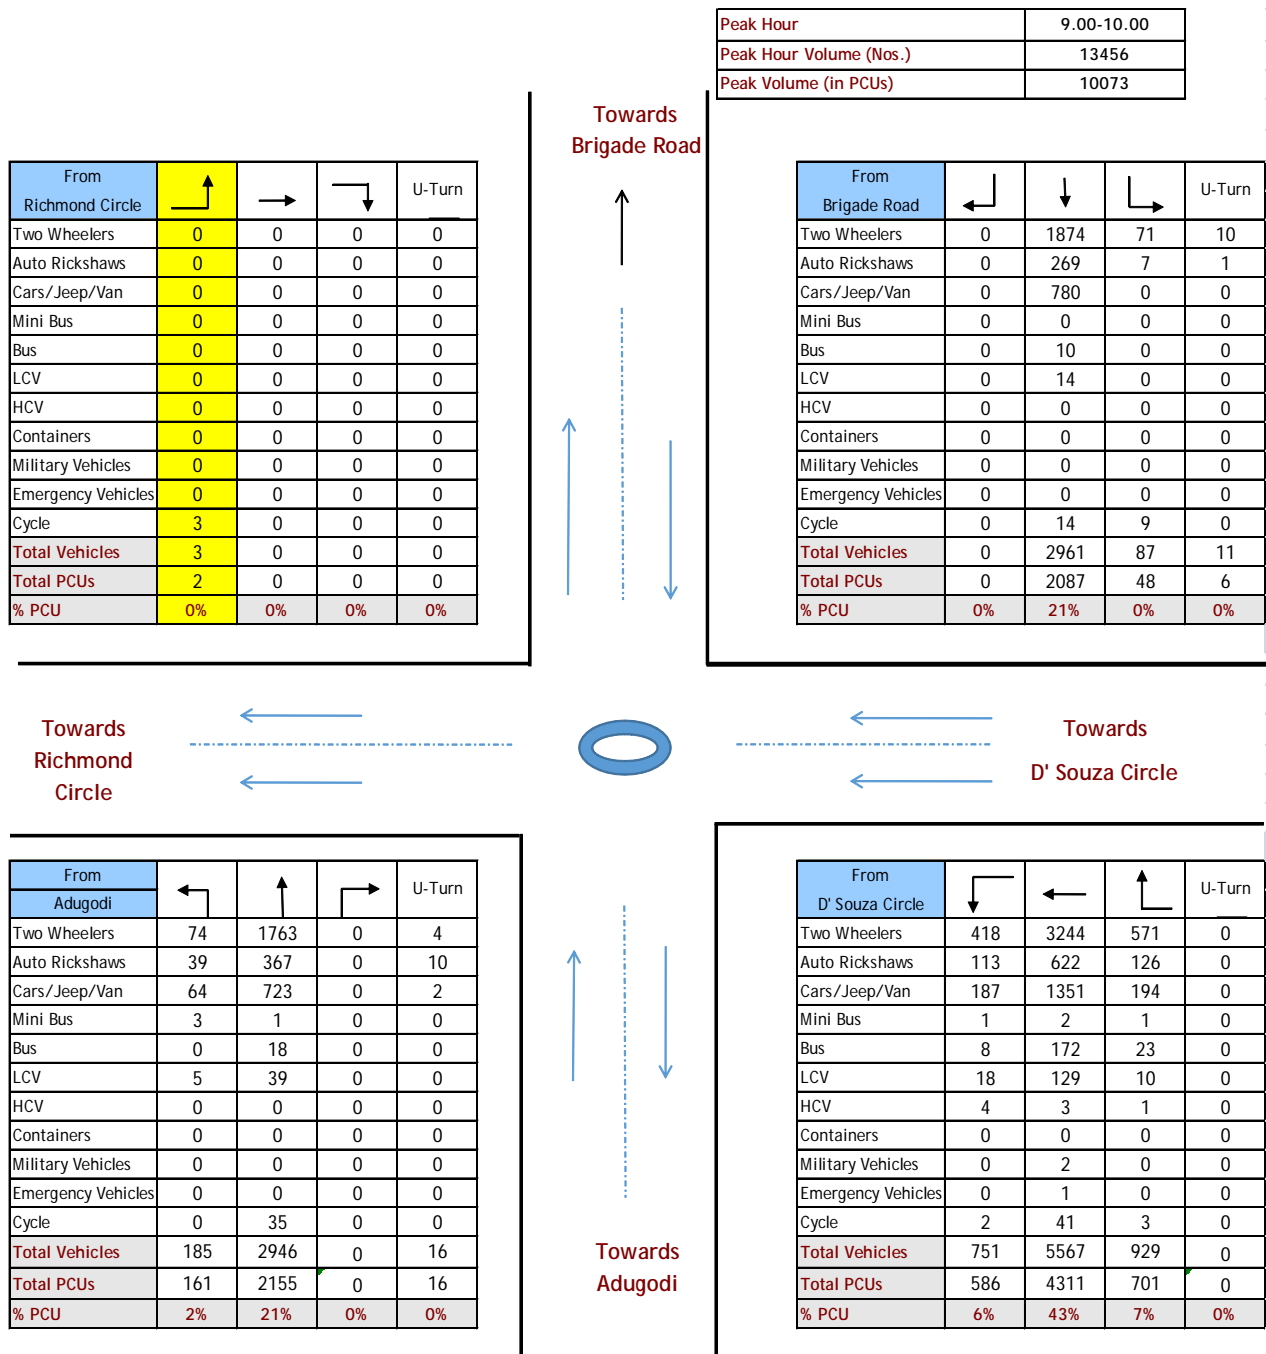 Peak Hour 9.00-10.00
Peak Hour Volume (Nos.) 13456
Peak Volume (in PCUs) 10073
Towards
Brigade Road
From
Richmond Circle U-Turn
Two Wheelers 0 0 0 0
Auto Rickshaws 0 0 0 0
Cars/Jeep/Van 0 0 0 0
Mini Bus 0 0 0 0
Bus 0 0 0 0
LCV 0 0 0 0
HCV 0 0 0 0
Containers 0 0 0 0
Military Vehicles 0 0 0 0
Emergency Vehicles 0 0 0 0
Cycle 3 0 0 0
Total Vehicles 3 0 0 0
Total PCUs 2 0 0 0
% PCU 0% 0% 0% 0%
From
Brigade Road U-Turn
Two Wheelers 0 1874 71 10
Auto Rickshaws 0 269 7 1
Cars/Jeep/Van 0 780 0 0
Mini Bus 0 0 0 0
Bus 0 10 0 0
LCV 0 14 0 0
HCV 0 0 0 0
Containers 0 0 0 0
Military Vehicles 0 0 0 0
Emergency Vehicles 0 0 0 0
Cycle 0 14 9 0
Total Vehicles 0 2961 87 11
Total PCUs 0 2087 48 6
% PCU 0% 21% 0% 0%
Towards
Richmond
Circle
Towards
D' Souza Circle
From
Adugodi U-Turn
Two Wheelers 74 1763 0 4
Auto Rickshaws 39 367 0 10
Cars/Jeep/Van 64 723 0 2
Mini Bus 3 1 0 0
Bus 0 18 0 0
LCV 5 39 0 0
HCV 0 0 0 0
Containers 0 0 0 0
Military Vehicles 0 0 0 0
Emergency Vehicles 0 0 0 0
Cycle 0 35 0 0
Total Vehicles 185 2946 0 16
Total PCUs 161 2155 0 16
% PCU 2% 21% 0% 0%
Towards
Adugodi
From
D' Souza Circle U-Turn
Two Wheelers 418 3244 571 0
Auto Rickshaws 113 622 126 0
Cars/Jeep/Van 187 1351 194 0
Mini Bus 1 2 1 0
Bus 8 172 23 0
LCV 18 129 10 0
HCV 4 3 1 0
Containers 0 0 0 0
Military Vehicles 0 2 0 0
Emergency Vehicles 0 1 0 0
Cycle 2 41 3 0
Total Vehicles 751 5567 929 0
Total PCUs 586 4311 701 0
% PCU 6% 43% 7% 0%